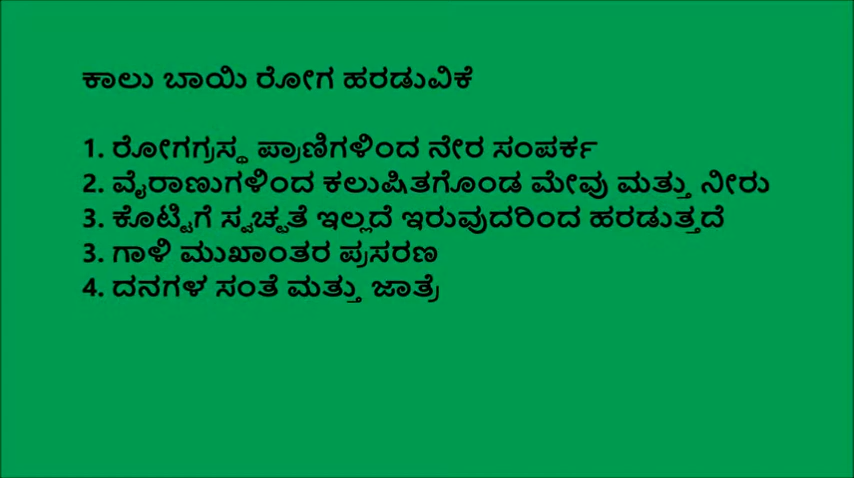 ಕಾಲು ಬಾಯಿ ರೋಗ ಹರಡುವಿಕೆ
1. ರೋಗಗ್ರಸ್ಥ ಪ್ರಾಣಿಗಳಿಂದ ನೇರ ಸಂಪರ್ಕ
2. ವೈರಾಣುಗಳಿಂದ ಕಲುಷಿತಗೊಂಡ ಮೇವು ಮತ್ತು ನೀರು
3. ಕೊಟ್ಟಿಗೆ ಸ್ವಚ್ಚತೆ ಇಲ್ಲದೆ ಇರುವುದರಿಂದ ಹರಡುತ್ತದೆ
3. ಗಾಳಿ ಮುಖಾಂತರ ಪ್ರಸರಣ
4. ದನಗಳ ಸಂತೆ ಮತ್ತು ಜಾತ್ರೆ